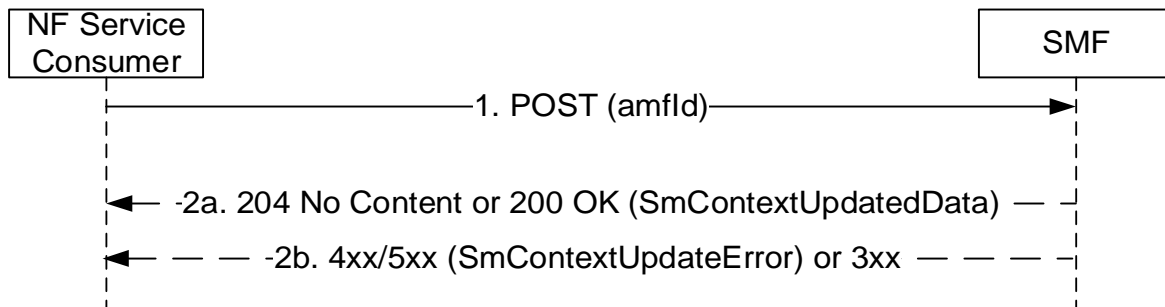 NF Service
Consumer
SMF
1. POST (amfId)
2a. 204 No Content or 200 OK (SmContextUpdatedData)
2b. 4xx/5xx (SmContextUpdateError) or 3xx